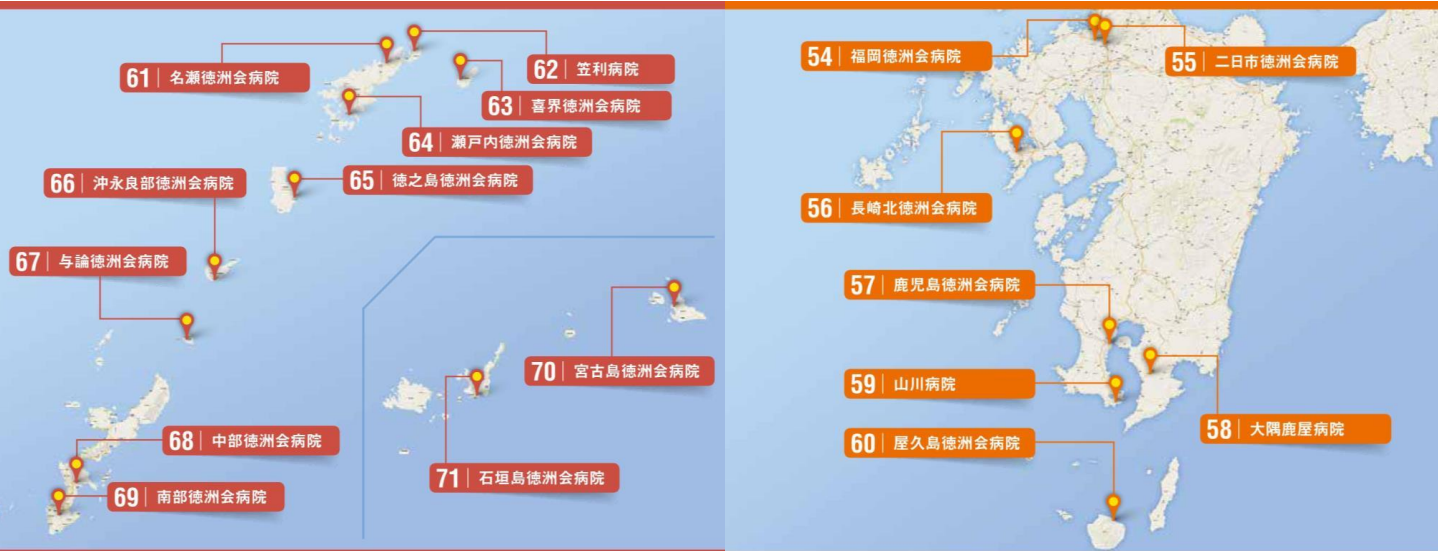 61 名瀬徳洲会病院
62 笠利病院
63 喜界徳洲会病院
64 瀬戸内徳洲会病院
65 徳之島徳洲会病院
66 沖永良部徳洲会病院
67 与論徳洲会病院
68 中部徳洲会病院
69 南部徳洲会病院
70 宮古島徳洲会病院
71 石垣島徳洲会病院
54 福岡徳洲会病院
55 二日市徳洲会病院
56 長崎北徳洲会病院
57 鹿児島徳洲会病院
58 大隅鹿屋病院
59 山川病院
60 屋久島徳洲会病院